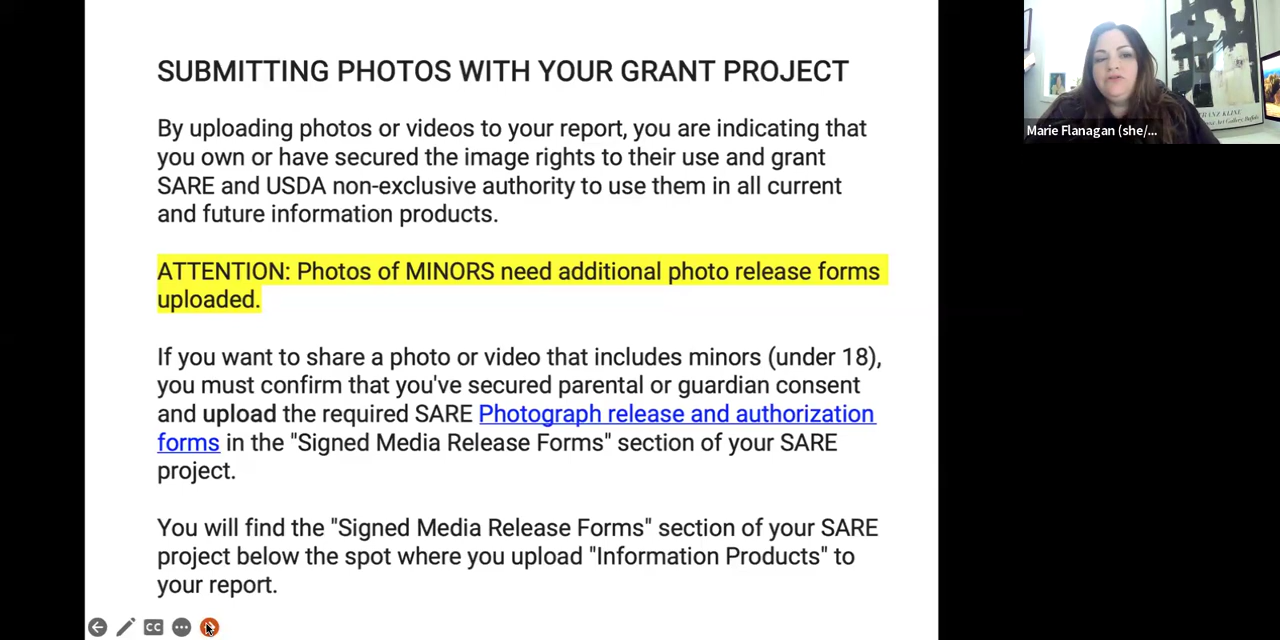 SUBMITTING PHOTOS WITH YOUR GRANT PROJECT
By uploading photos or videos to your report, you are indicating that
you own or have secured the image rights to their use and grant
SARE and USDA non-exclusive authority to use them in all current
and future information products.
ATTENTION: Photos of MINORS need additional photo release forms
uploaded.
If you want to share a photo or video that includes minors (under 18),
you must confirm that you've secured parental or guardian consent
and upload the required SARE Photograph release and authorization
forms in the "Signed Media Release Forms" section of your SARE
project.
You will find the "Signed Media Release Forms" section of your SARE
project below the spot where you upload "Information Products" to
your report.
CC
FRANZ KLINE
Art Gallery Buffalo
Marie Flanagan (she/...